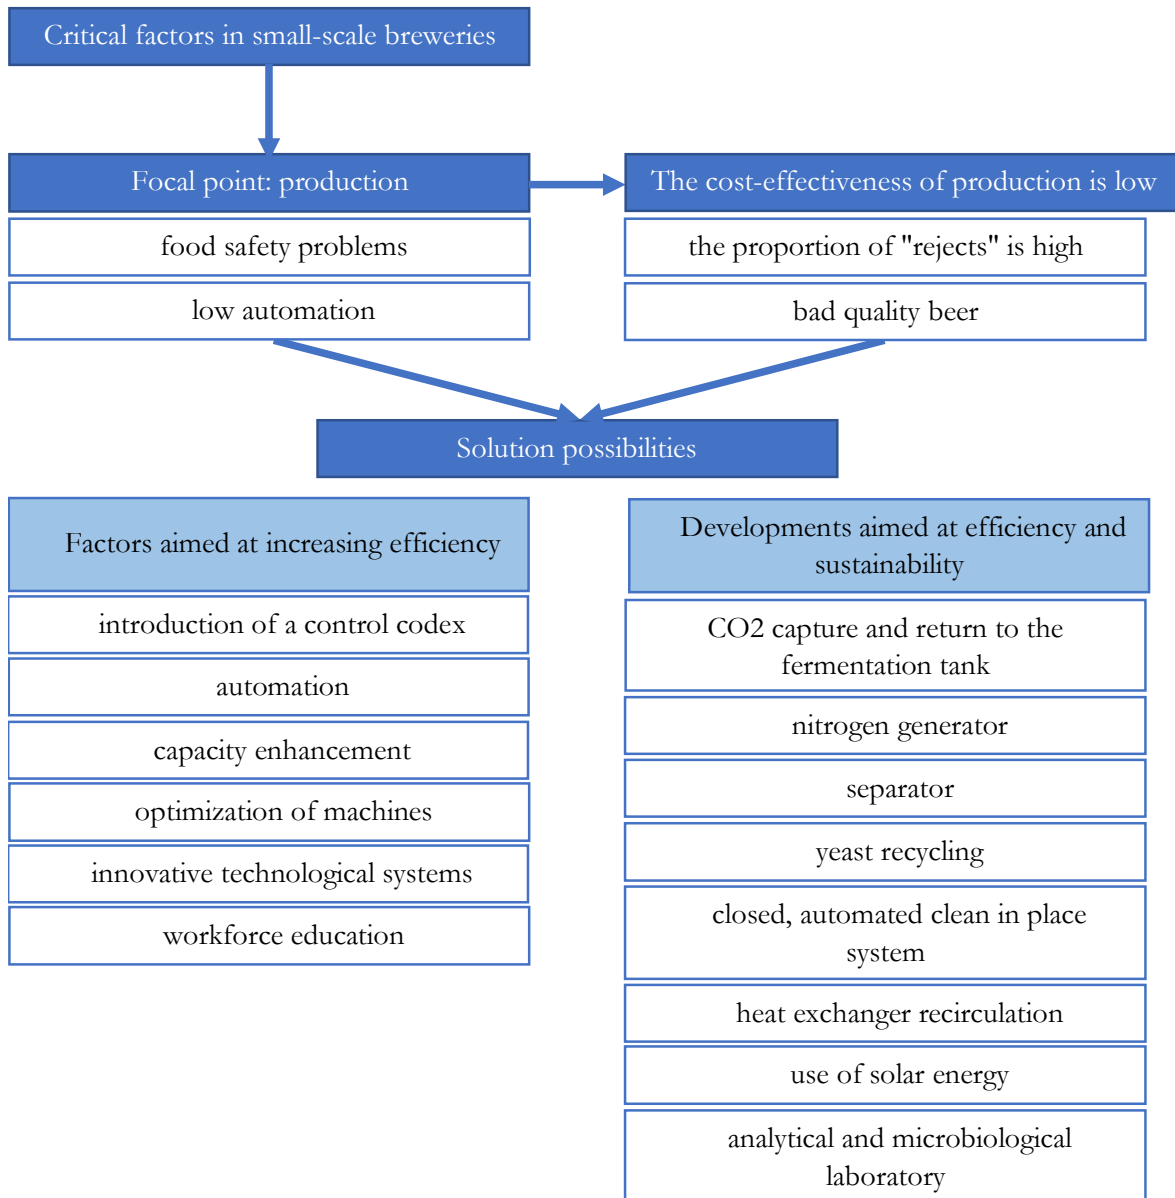 Critical factors in small-scale breweries
Focal point: production
food safety problems
low automation
The cost-effectiveness of production is low
the proportion of "rejects" is high
bad quality beer
Solution possibilities
Factors aimed at increasing efficiency
introduction of a control codex
automation
capacity enhancement
optimization of machines
innovative technological systems
workforce education
Developments aimed at efficiency and
sustainability
CO2 capture and return to the
fermentation tank
nitrogen generator
separator
yeast recycling
closed, automated clean in place
system
heat exchanger recirculation
use of solar energy
analytical and microbiological
laboratory